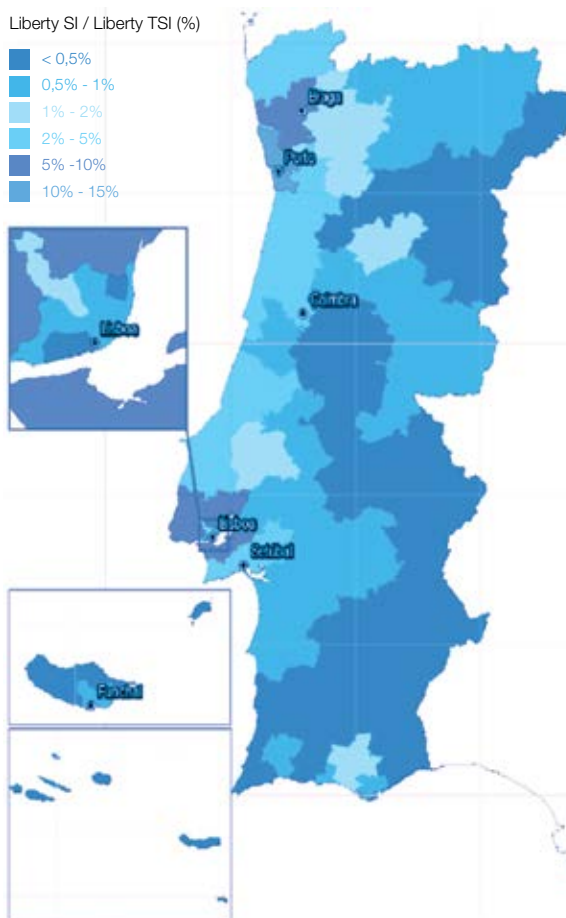 Liberty SI / Liberty TSI (%)
< 0,5%
0,5% - 1%
1% - 2%
2% - 5%
5% -10%
10% - 15%
Braga
Porto
Coimbra
Lisboa
Lisboa
Setúbal
Funchal